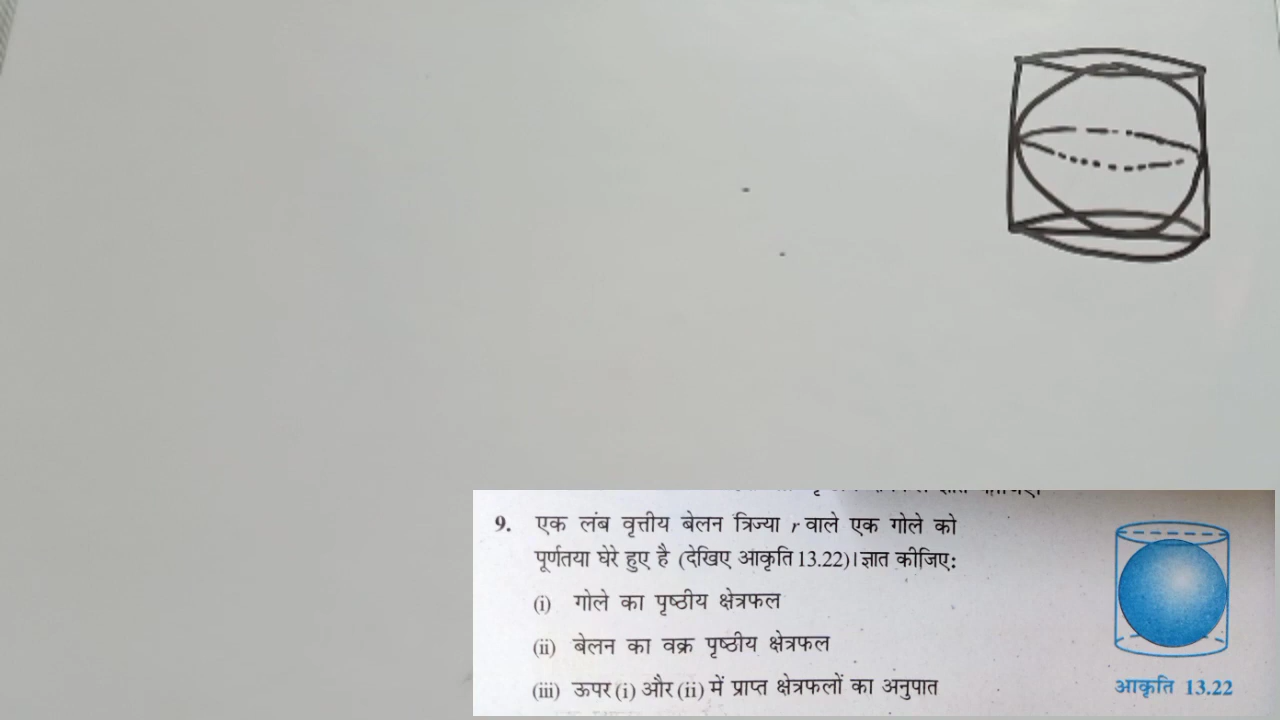 9. एक लंब वृत्तीय बेलन त्रिज्या r वाले एक गोले को
पूर्णतया घेरे हुए है (देखिए आकृति 13.22)। ज्ञात कीजिए:
(i) गोले का पृष्ठीय क्षेत्रफल
(ii) बेलन का वक्र पृष्ठीय क्षेत्रफल
(iii) ऊपर (i) और (ii) में प्राप्त क्षेत्रफलों का अनुपात
आकृति 13.22